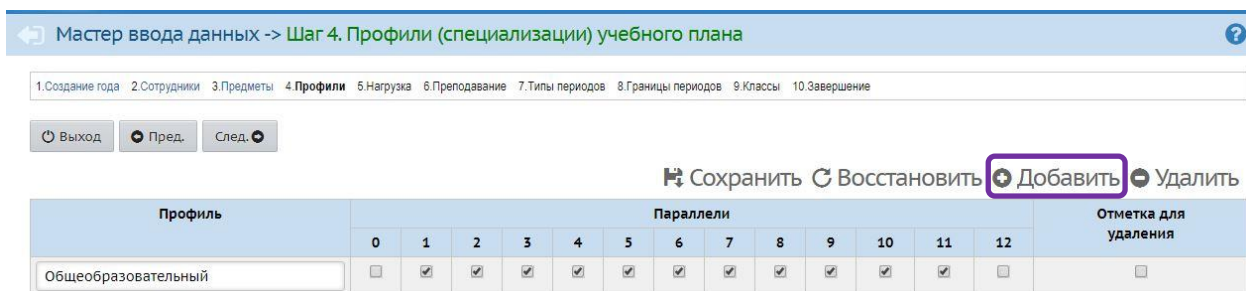 Мастер ввода данных -> Шаг 4. Профили (специализации) учебного плана ?
1.Создание года 2.Сотрудники 3.Предметы 4.Профили 5.Нагрузка 6.Преподавание 7.Типы периодов 8.Границы периодов 9.Классы 10.Завершение
Выход Пред. След.
Сохранить Восстановить Добавить Удалить
Профиль Параллели Отметка для
удаления
0 1 2 3 4 5 6 7 8 9 10 11 12
Общеобразовательный